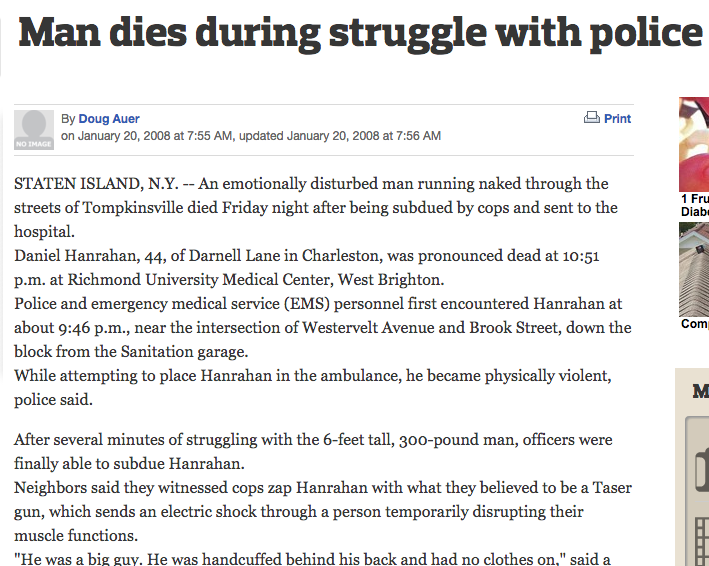 Man dies during struggle with police
NO IMAGE
By Doug Auer
Print
on January 20, 2008 at 7:55 AM, updated January 20, 2008 at 7:56 AM
STATEN ISLAND, N.Y. -- An emotionally disturbed man running naked through the
streets of Tompkinsville died Friday night after being subdued by cops and sent to the
hospital.
Daniel Hanrahan, 44, of Darnell Lane in Charleston, was pronounced dead at 10:51
p.m. at Richmond University Medical Center, West Brighton.
Police and emergency medical service (EMS) personnel first encountered Hanrahan at
about 9:46 p.m., near the intersection of Westervelt Avenue and Brook Street, down the
block from the Sanitation garage.
While attempting to place Hanrahan in the ambulance, he became physically violent,
police said.
After several minutes of struggling with the 6-feet tall, 300-pound man, officers were
finally able to subdue Hanrahan.
Neighbors said they witnessed cops zap Hanrahan with what they believed to be a Taser
gun, which sends an electric shock through a person temporarily disrupting their
muscle functions.
"He was a big guy. He was handcuffed behind his back and had no clothes on," said a
1 Fru
Diab
Com
M